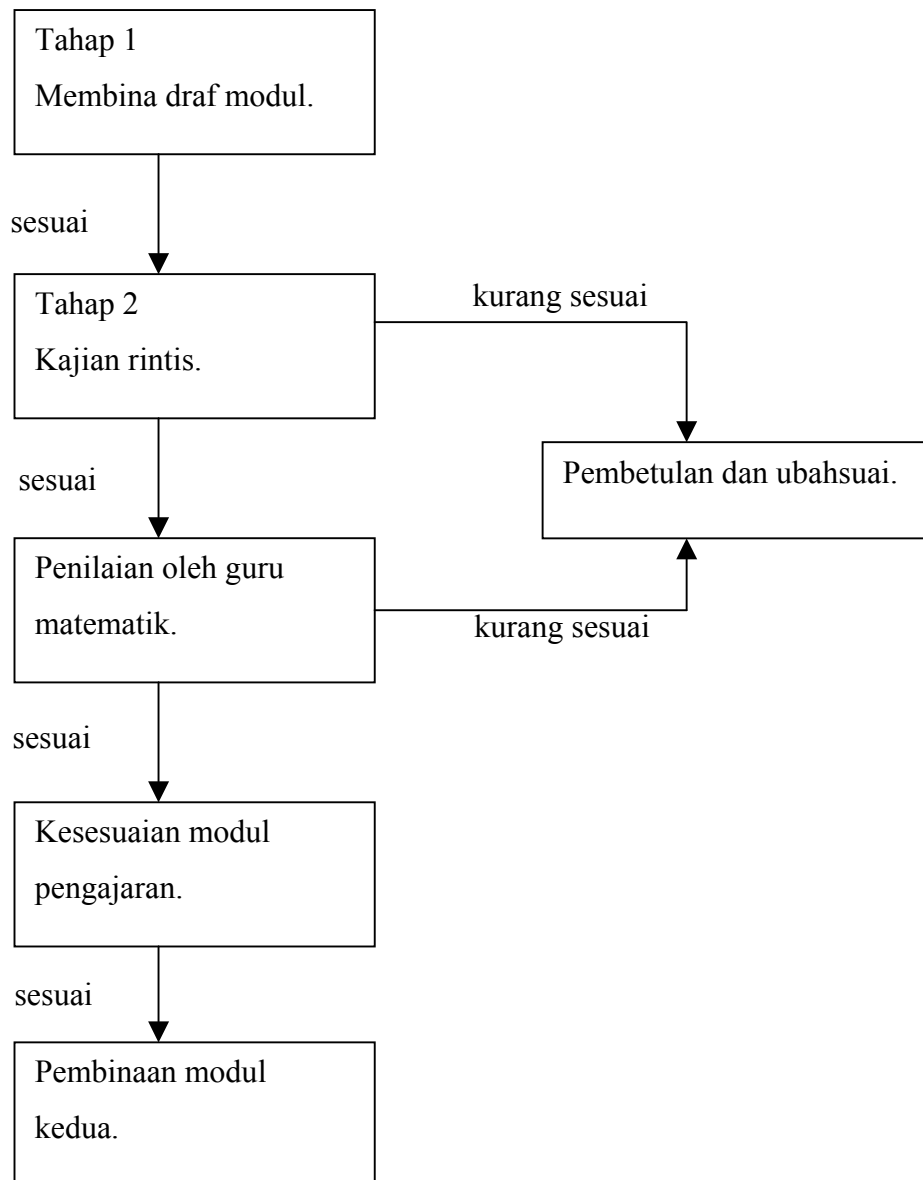 Tahap 1
Membina draf modul.
sesuai
Tahap 2
Kajian rintis.
kurang sesuai
sesuai
Pembetulan dan ubahsuai.
Penilaian oleh guru
matematik.
kurang sesuai
sesuai
Kesesuaian modul
pengajaran.
sesuai
Pembinaan modul
kedua.